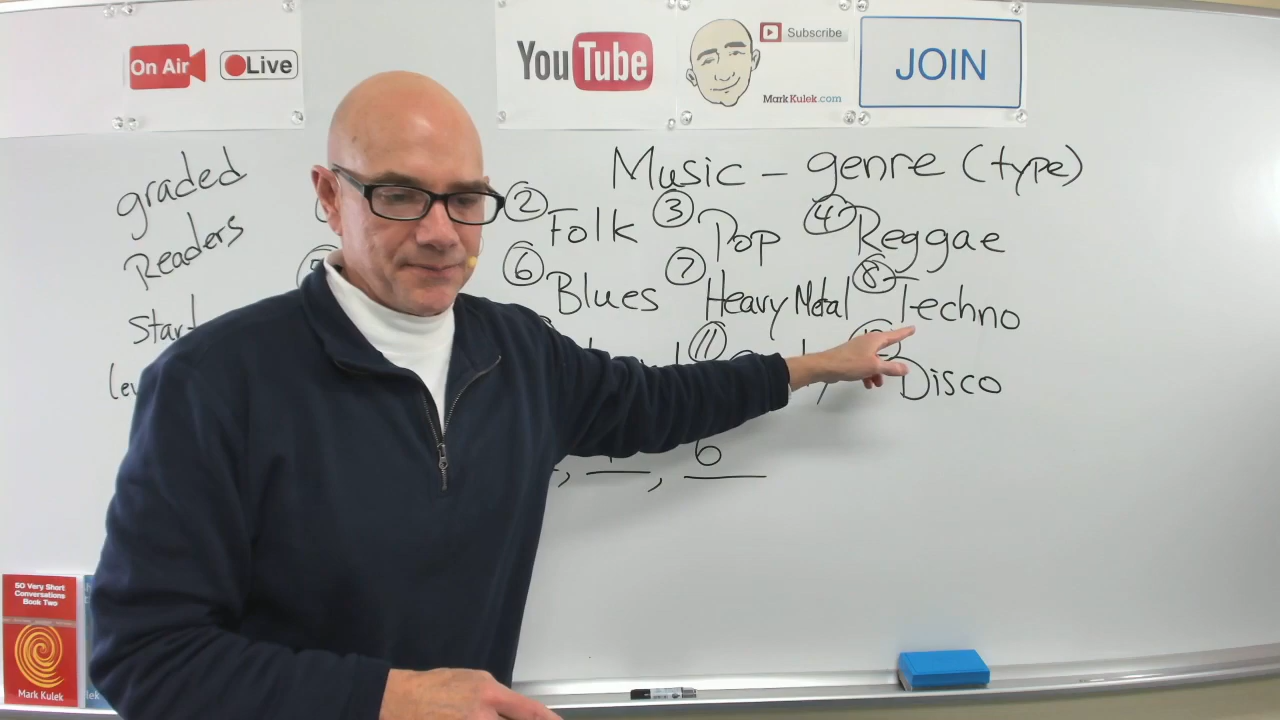 On Air
Live
YouTube
Subscribe
MarkKulek.com
JOIN
graded
Readers
Start
Music - genre (type)
② Folk ③ Pop ④ Reggae
⑥ Blues ⑦ Heavy Metal ⑧ Techno
⑪ Disco
6
50 Very Short
Conversations
Book Two
Mark Kulek